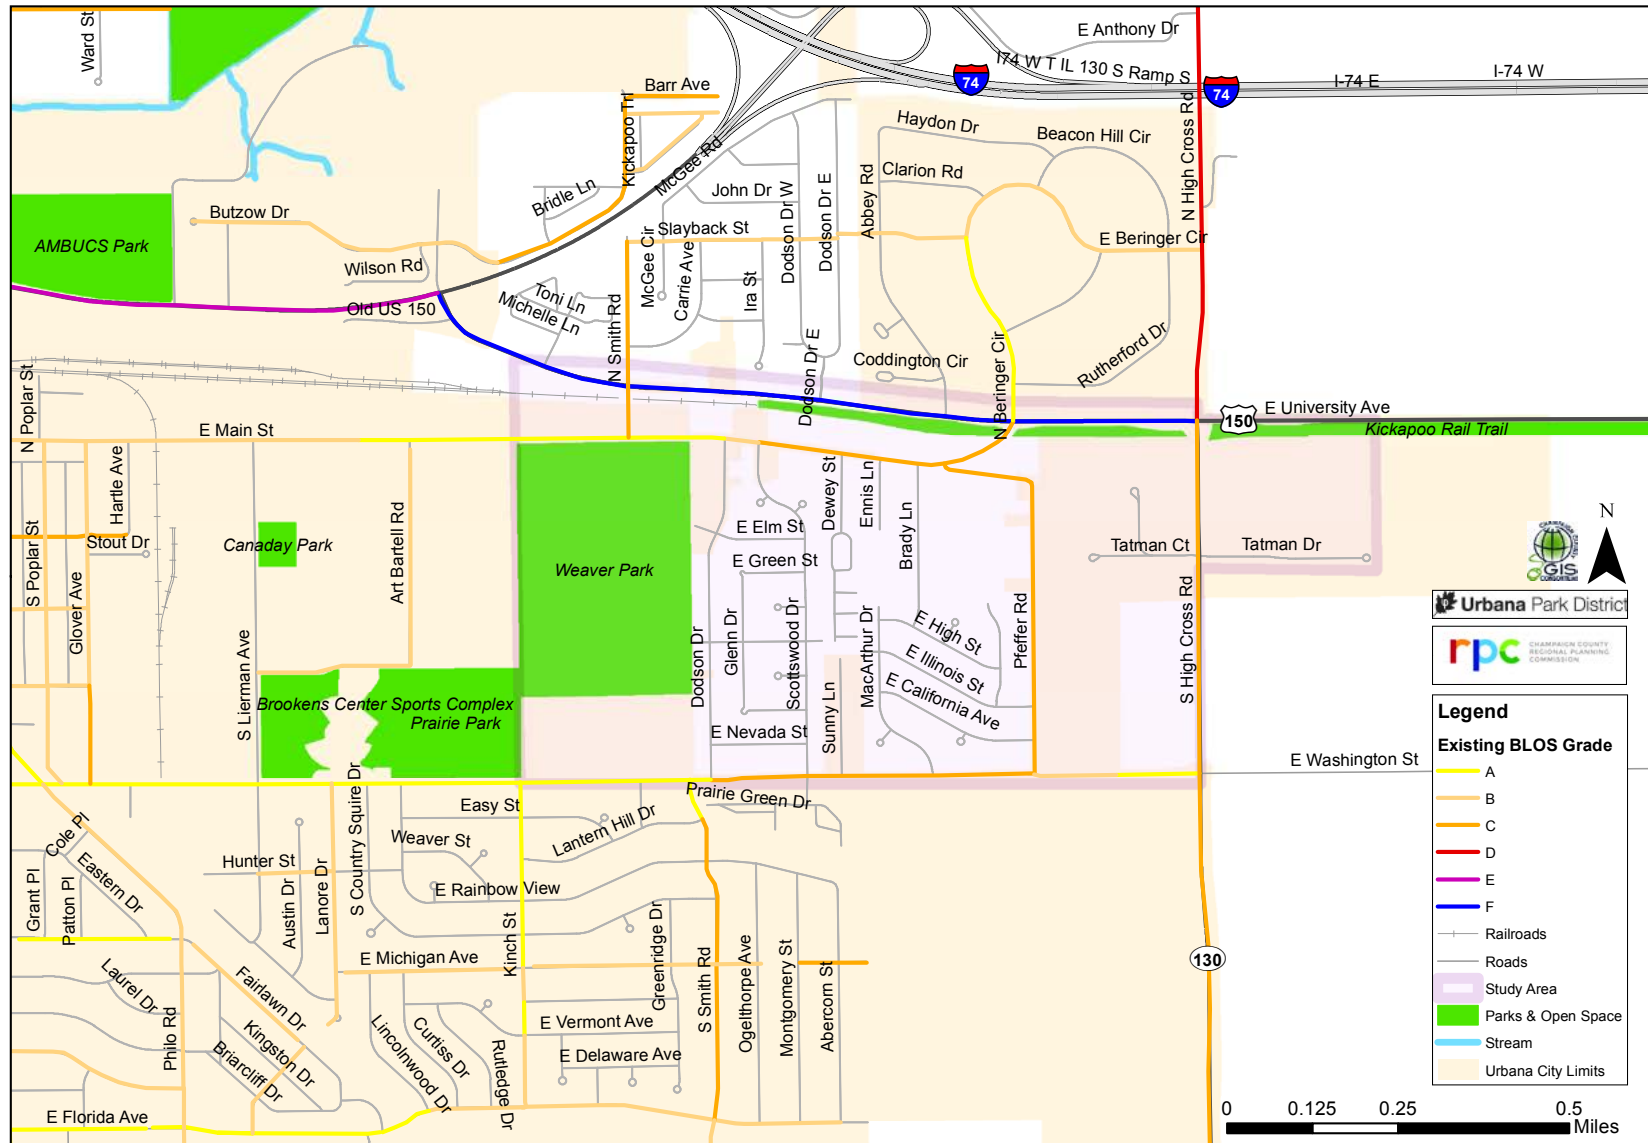 Ward St
E Anthony Dr
I74 W T IL 130 S Ramp S
74
74
I-74 E
I-74 W
Barr Ave
Kickapoo Trl
McGee Rd
Haydon Dr
Beacon Hill Cir
N High Cross Rd
Bridle Ln
John Dr
Clarion Rd
Abbey Rd
Dodson Dr W
Dodson Dr E
Butzow Dr
AMBUCS Park
Slayback St
E Beringer Cir
Wilson Rd
McGee Cir
Carrie Ave
Ira St
Toni Ln
Michelle Ln
Old US 150
N Smith Rd
Dodson Dr E
Coddington Cir
N Beringer Cir
Rutherford Dr
N Poplar St
E Main St
150
E University Ave
Kickapoo Rail Trail
Hartle Ave
Stout Dr
S Poplar St
Glover Ave
Canaday Park
Art Bartell Rd
Weaver Park
E Elm St
E Green St
Dewey St
Ennis Ln
Brady Ln
Tatman Ct
Tatman Dr
N
CHAMPAIGN COUNTY
GIS
CONSORTIUM
Urbana Park District
rpc
CHAMPAIGN COUNTY
REGIONAL PLANNING
COMMISSION
S Lierman Ave
Brookens Center Sports Complex
Prairie Park
Dodson Dr
Glenn Dr
Scottswood Dr
Sunny Ln
MacArthur Dr
E High St
E Illinois St
E California Ave
Pfeffer Rd
S High Cross Rd
E Nevada St
E Washington St
Legend
Existing BLOS Grade
A
B
C
D
E
F
Railroads
Roads
Study Area
Parks & Open Space
Stream
Urbana City Limits
Cole Pl
Easy St
Prairie Green Dr
Weaver St
Lantern Hill Dr
S Country Squire Dr
Hunter St
Eastern Dr
Grant Pl
Patton Pl
Austin Dr
Lanore Dr
E Rainbow View
Kinch St
E Michigan Ave
Greenridge Dr
S Smith Rd
Ogelthorpe Ave
Montgomery St
Abercorn St
130
Laurel Dr
Philo Rd
Fairlawn Dr
Kingston Dr
Briarcliff Dr
Lincolnwood Dr
Curtiss Dr
Rutledge Dr
E Vermont Ave
E Delaware Ave
E Florida Ave
0 0.125 0.25 0.5
Miles